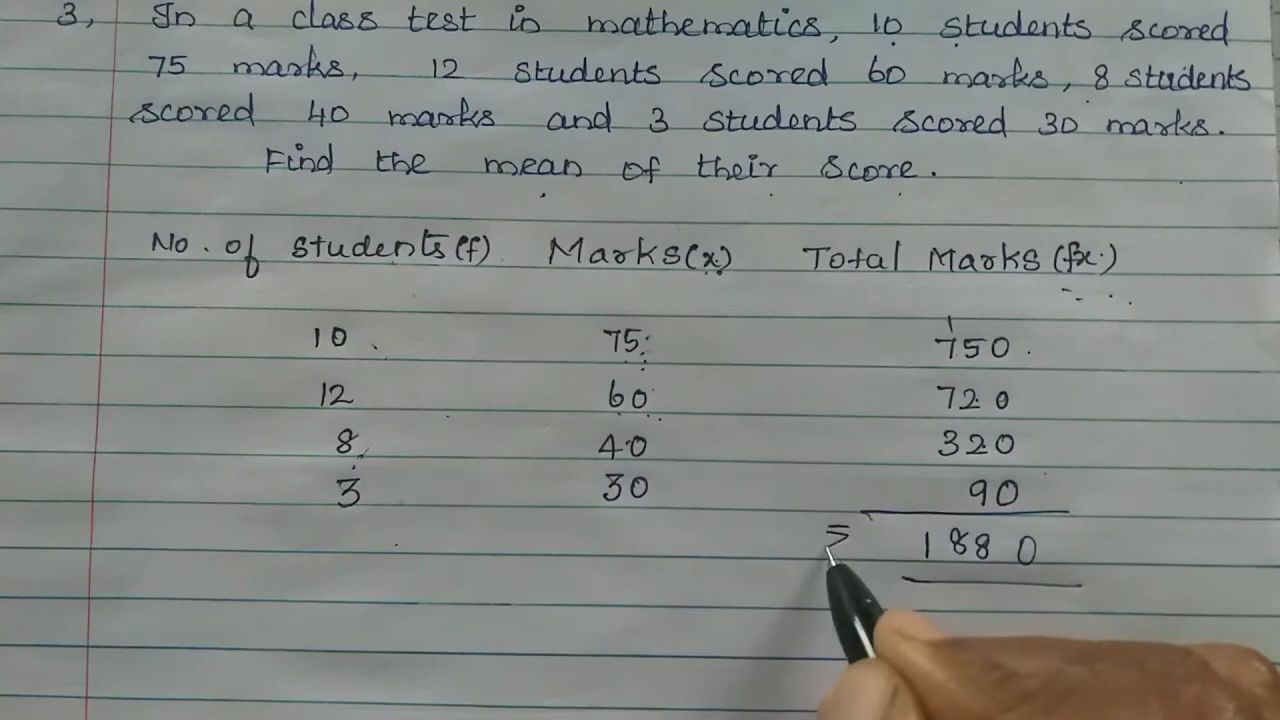 3, In a class test in mathematics, 10 students scored
75 marks, 12 students scored 60 marks, 8 students
scored 40 marks and 3 students scored 30 marks.
Find the mean of their score.
No. of students(f) Marks(x) Total Marks (fx)
1
10 75 750
12 60 720
8 40 320
3 30 90
= 1880